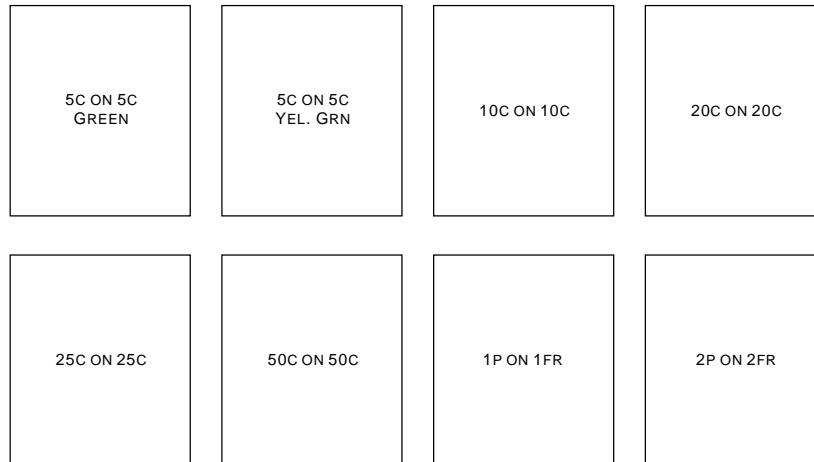 5C ON 5C
GREEN
5C ON 5C
YEL. GRN
10C ON 10C
20C ON 20C
25C ON 25C
50C ON 50C
1P ON 1FR
2P ON 2FR